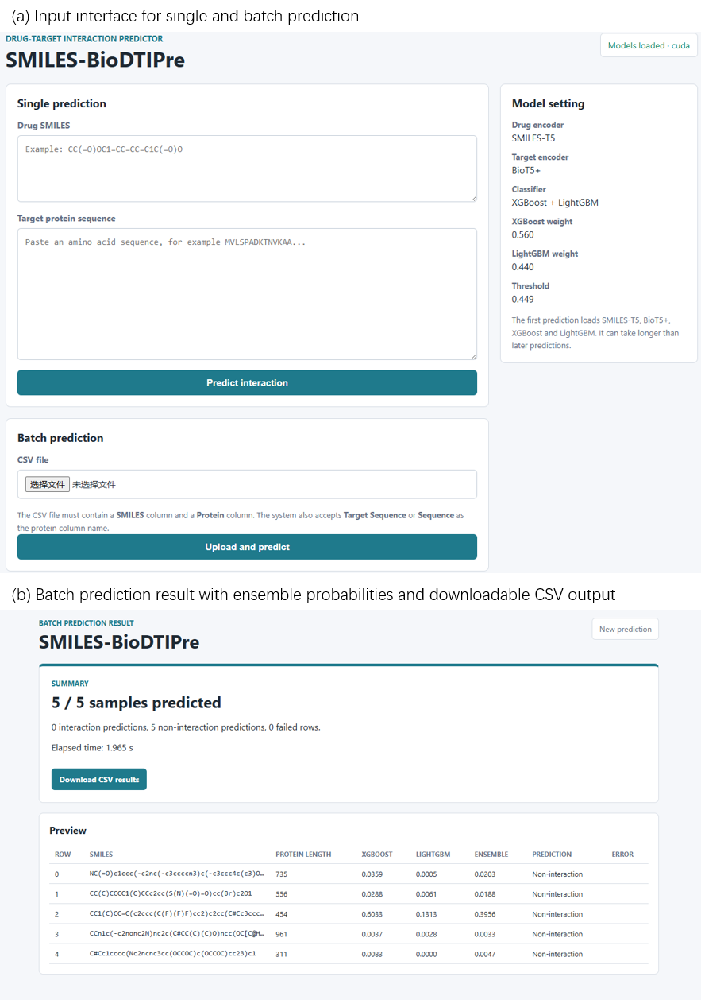 (a) Input interface for single and batch prediction
DRUG-TARGET INTERACTION PREDICTOR
SMILES-BioDTIPre
Models loaded · cuda
Single prediction
Drug SMILES
Example: CC(=O)OC1=CC=CC=C1C(=O)O
Target protein sequence
Paste an amino acid sequence, for example MVLSPADKTNVKAA...
Predict interaction
Model setting
Drug encoder
SMILES-T5
Target encoder
BioT5+
Classifier
XGBoost + LightGBM
XGBoost weight
0.560
LightGBM weight
0.440
Threshold
0.449
The first prediction loads SMILES-T5, BioT5+,
XGBoost and LightGBM. It can take longer than
later predictions.
Batch prediction
CSV file
选择文件 未选择文件
The CSV file must contain a SMILES column and a Protein column. The system also accepts Target Sequence or Sequence as
the protein column name.
Upload and predict
(b) Batch prediction result with ensemble probabilities and downloadable CSV output
BATCH PREDICTION RESULT
SMILES-BioDTIPre
New prediction
SUMMARY
5 / 5 samples predicted
0 interaction predictions, 5 non-interaction predictions, 0 failed rows.
Elapsed time: 1.965 s
Download CSV results
Preview
ROW SMILES PROTEIN LENGTH XGBOOST LIGHTGBM ENSEMBLE PREDICTION ERROR
0 NC(=O)c1ccc(-c2nc(-c3ccccn3)c(-c3ccc4c(c3)O… 735 0.0359 0.0005 0.0203 Non-interaction
1 CC(C)CCCC1(C)CCc2cc(S(N)(=O)=O)cc(Br)c2O1 556 0.0288 0.0061 0.0188 Non-interaction
2 CC1(C)CC=C(c2ccc(C(F)(F)F)cc2)c2cc(C#Cc3ccc… 454 0.6033 0.1313 0.3956 Non-interaction
3 CCn1c(-c2nonc2N)nc2c(C#CC(C)(C)O)ncc(OC[C@H… 961 0.0037 0.0028 0.0033 Non-interaction
4 C#Cc1cccc(Nc2ncnc3cc(OCCOC)c(OCCOC)cc23)c1 311 0.0083 0.0000 0.0047 Non-interaction